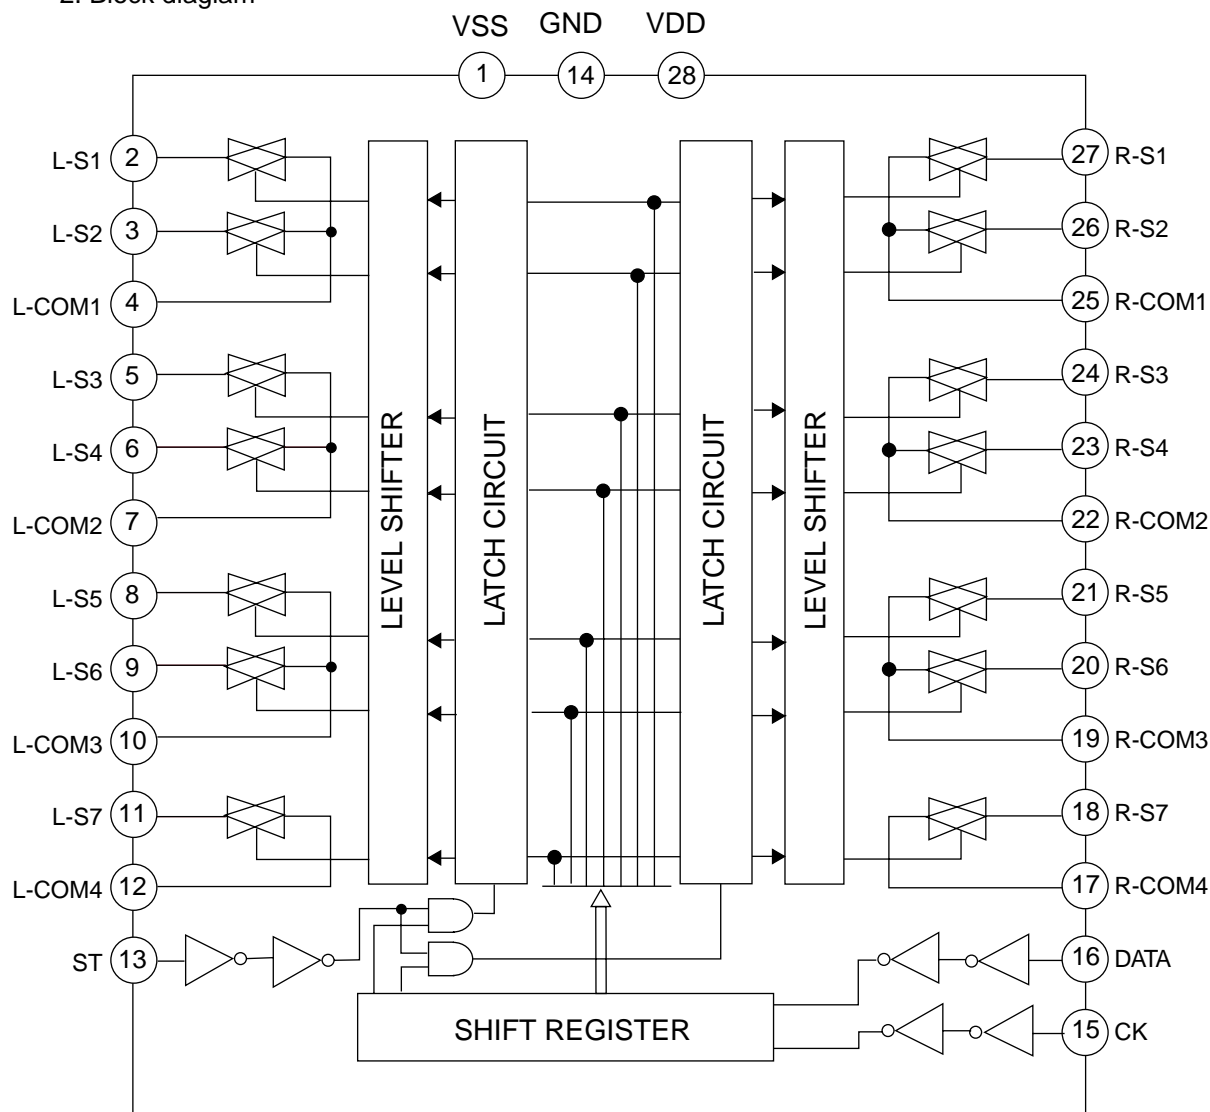 2. Block diagram
VSS GND VDD
1 14 28
L-S1 2
L-S2 3
L-COM1 4
L-S3 5
L-S4 6
L-COM2 7
L-S5 8
L-S6 9
L-COM3 10
L-S7 11
L-COM4 12
ST 13
LEVEL SHIFTER
LATCH CIRCUIT
LATCH CIRCUIT
LEVEL SHIFTER
27 R-S1
26 R-S2
25 R-COM1
24 R-S3
23 R-S4
22 R-COM2
21 R-S5
20 R-S6
19 R-COM3
18 R-S7
17 R-COM4
16 DATA
15 CK
SHIFT REGISTER